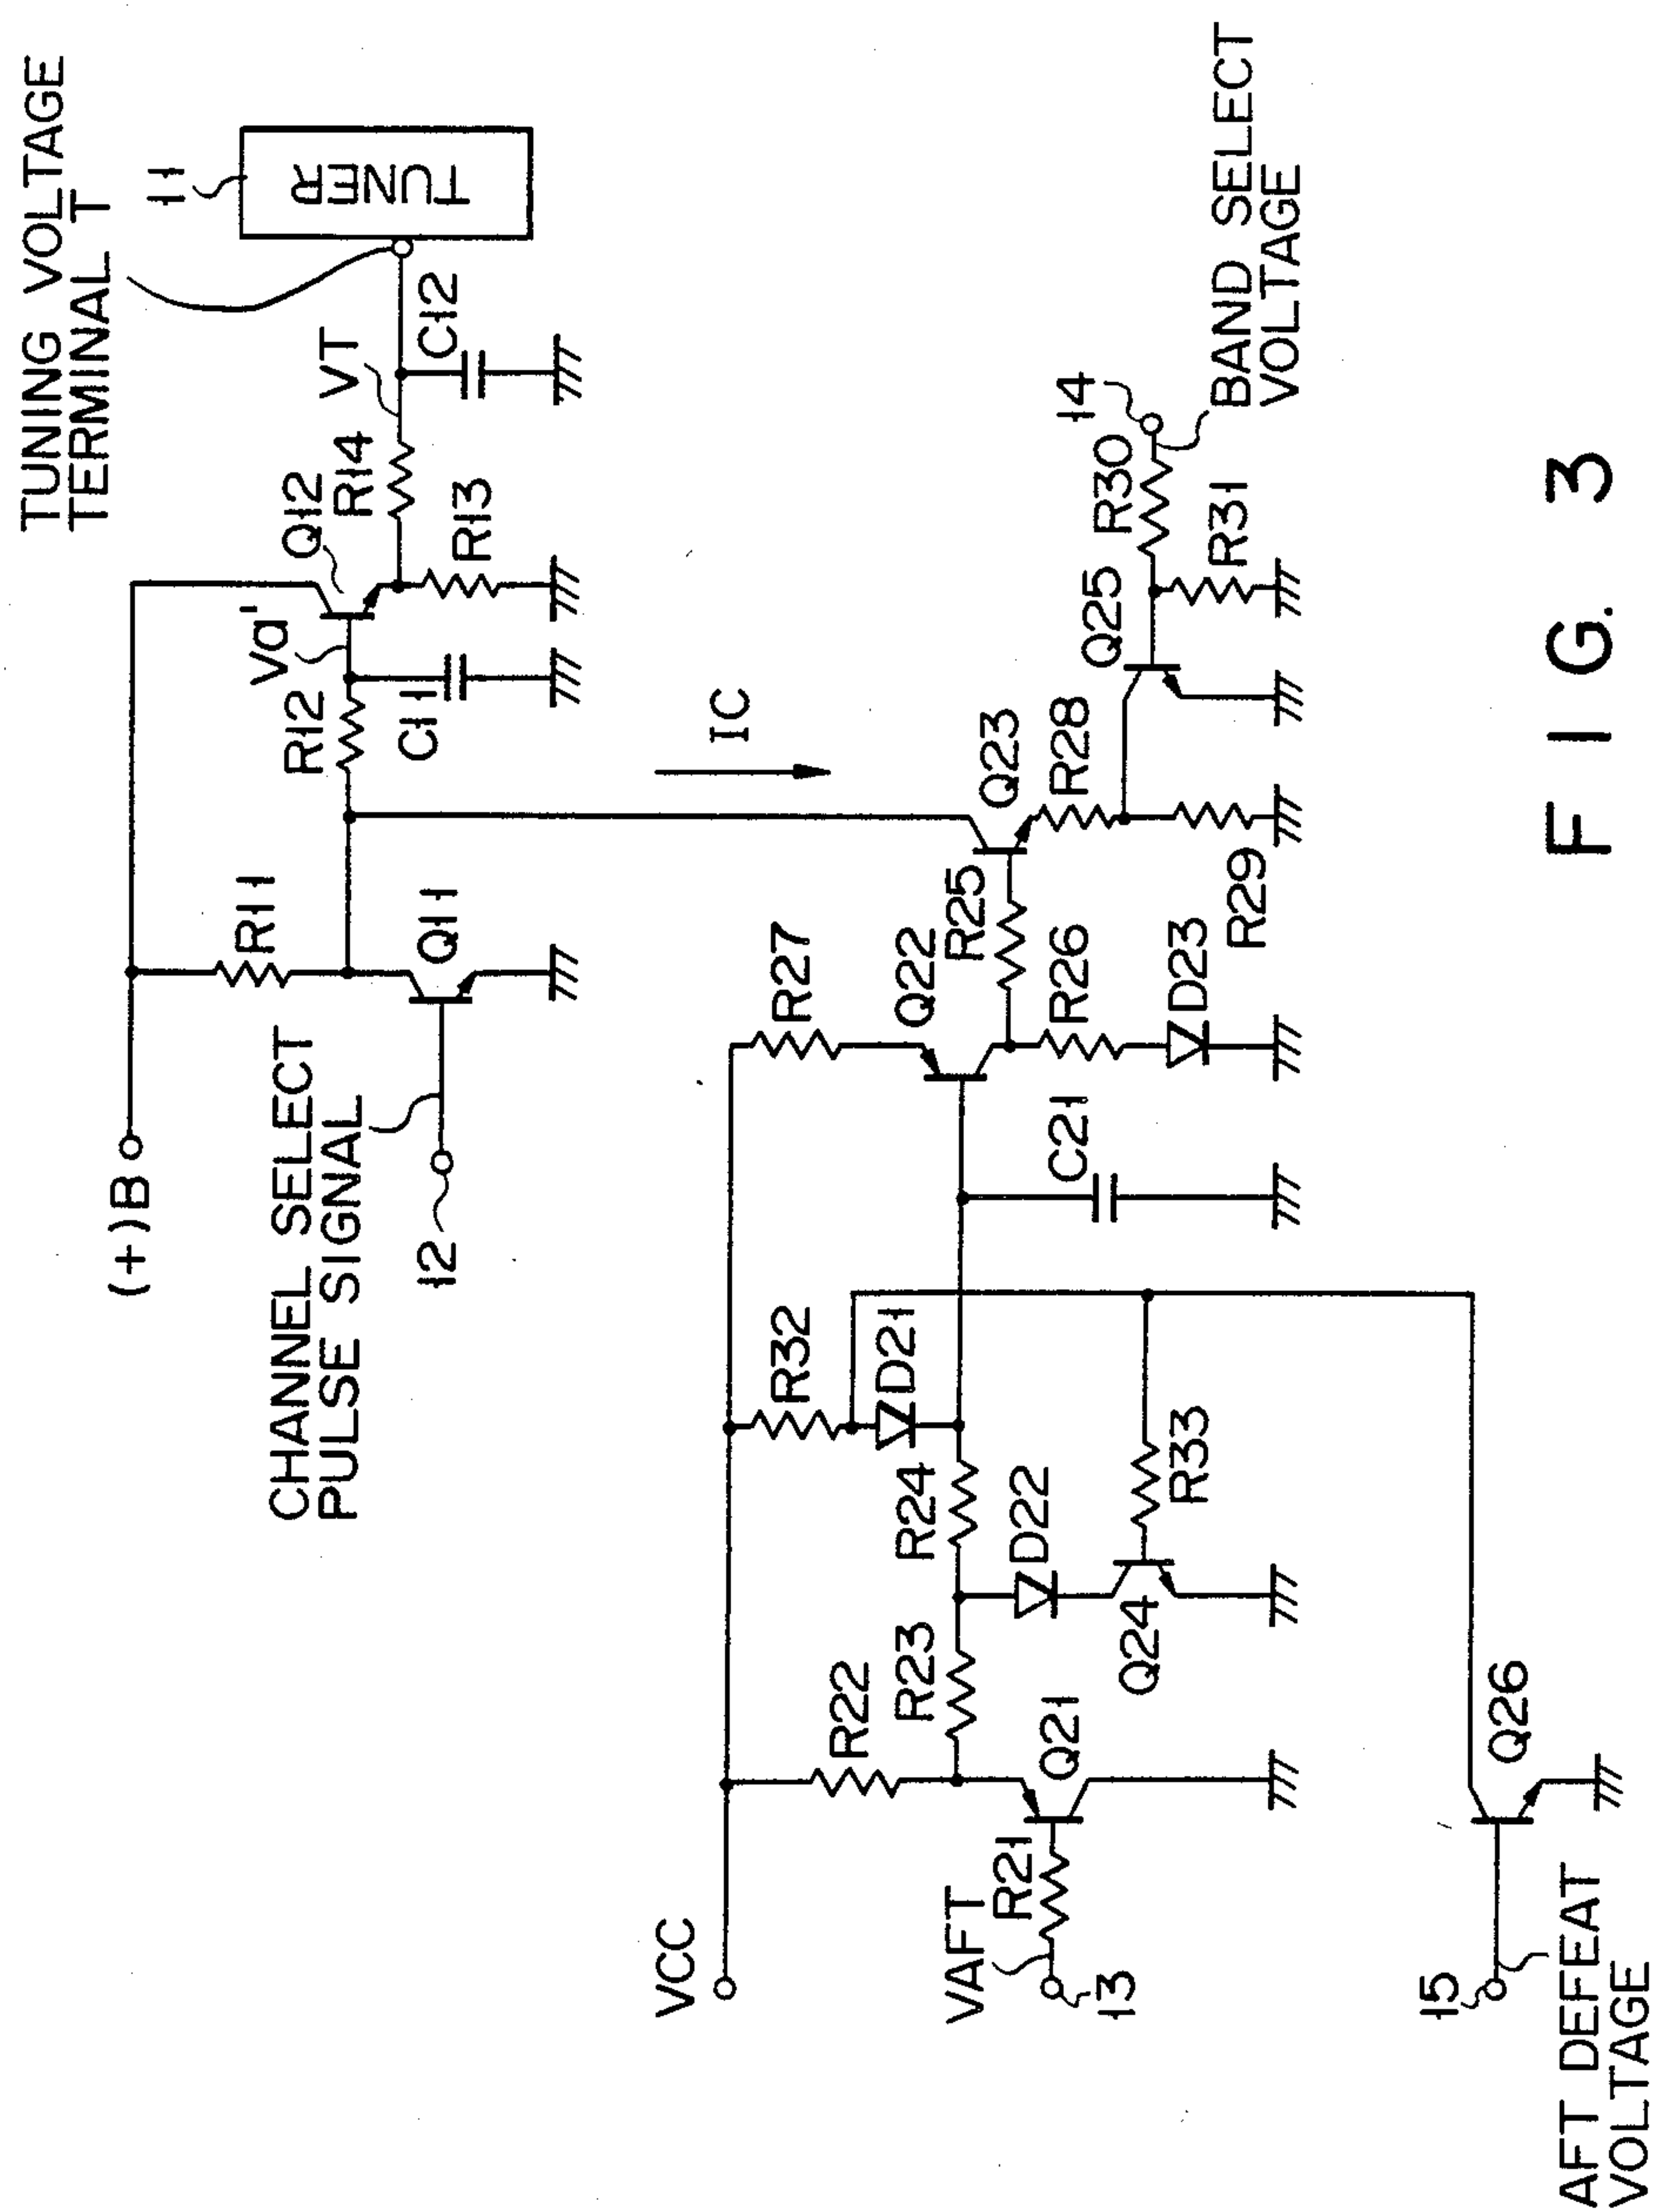 TUNING VOLTAGE
TERMINAL T
11
TUNER
(+)B
R11
R12
Va'
Q12
R14
VT
C12
C11
R13
CHANNEL SELECT
PULSE SIGNAL
Q11
12
IC
VCC
R27
R32
D21
Q22
R25
Q23
R22
R23
R24
D22
C21
R26
R28
Q25
R30
14
VAFT
R21
Q21
13
Q24
R33
D23
R29
R31
BAND SELECT
VOLTAGE
15
Q26
AFT DEFEAT
VOLTAGE
FIG. 3